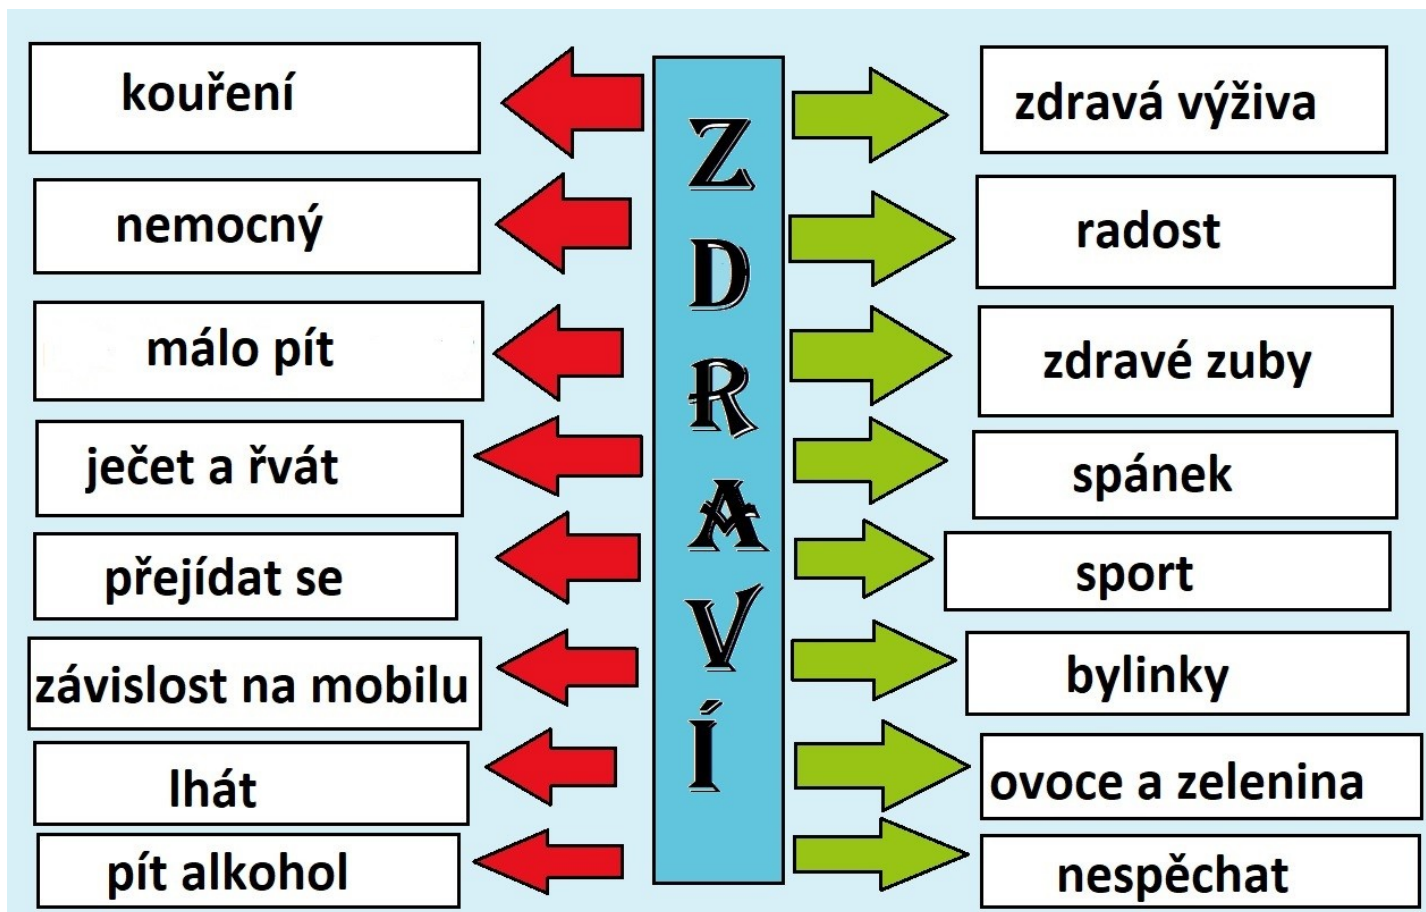 kouření
nemocný
málo pít
ječet a řvát
přejídat se
závislost na mobilu
lhát
pít alkohol
ZDRAVÍ
zdravá výživa
radost
zdravé zuby
spánek
sport
bylinky
ovoce a zelenina
nespěchat